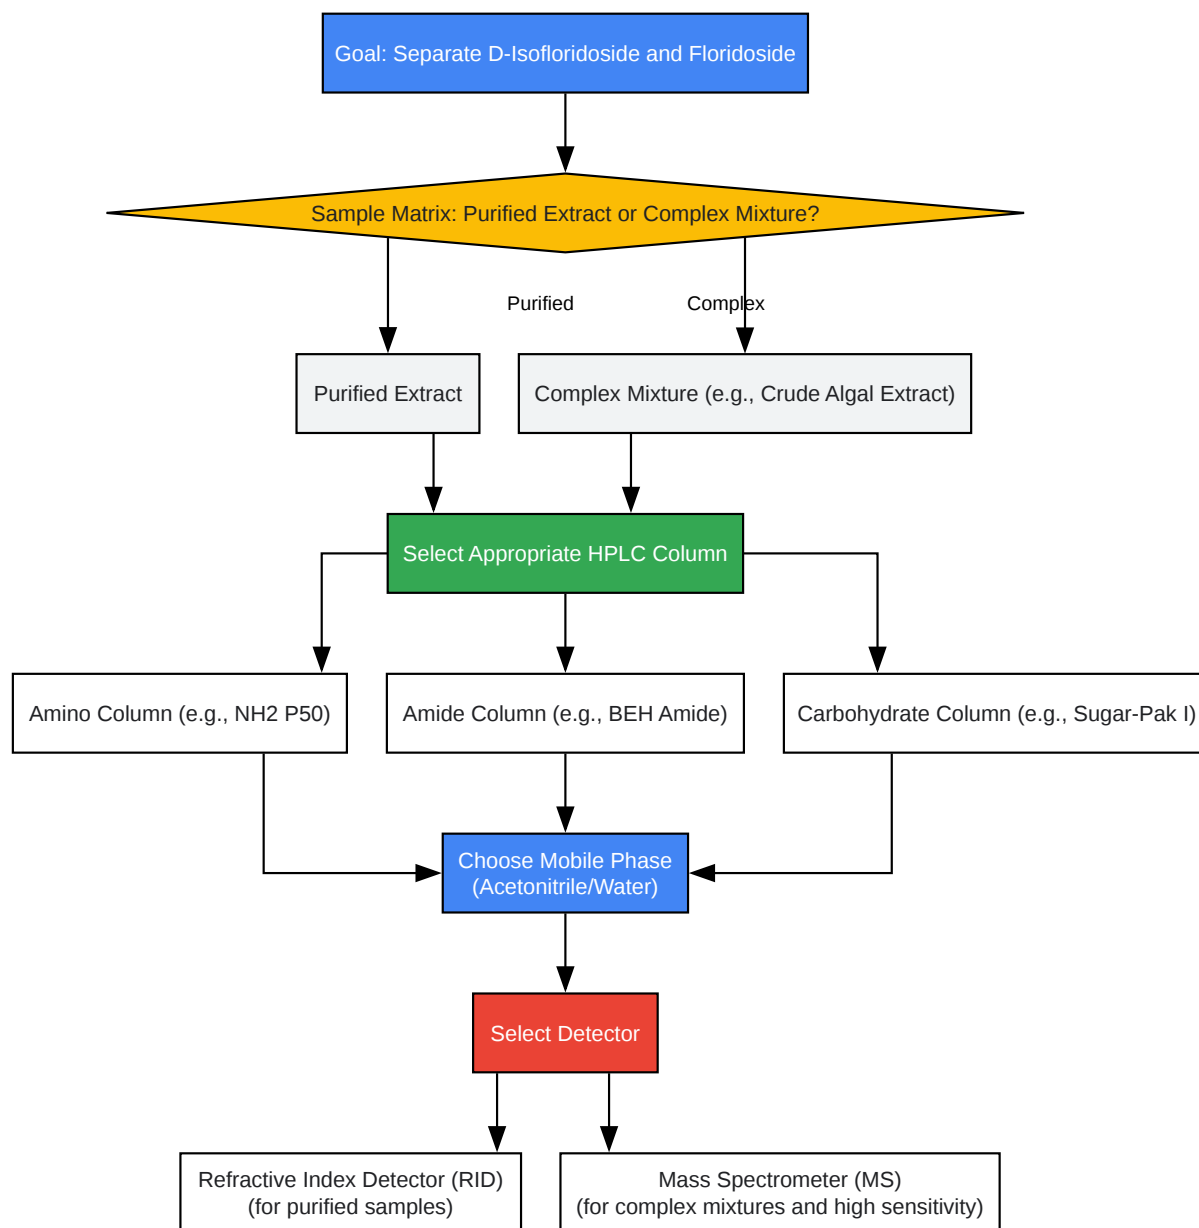 Goal: Separate D-Isofloridoside and Floridoside
Sample Matrix: Purified Extract or Complex Mixture?
Purified
Complex
Purified Extract
Complex Mixture (e.g., Crude Algal Extract)
Select Appropriate HPLC Column
Amino Column (e.g., NH2 P50)
Amide Column (e.g., BEH Amide)
Carbohydrate Column (e.g., Sugar-Pak I)
Choose Mobile Phase
(Acetonitrile/Water)
Select Detector
Refractive Index Detector (RID)
(for purified samples)
Mass Spectrometer (MS)
(for complex mixtures and high sensitivity)